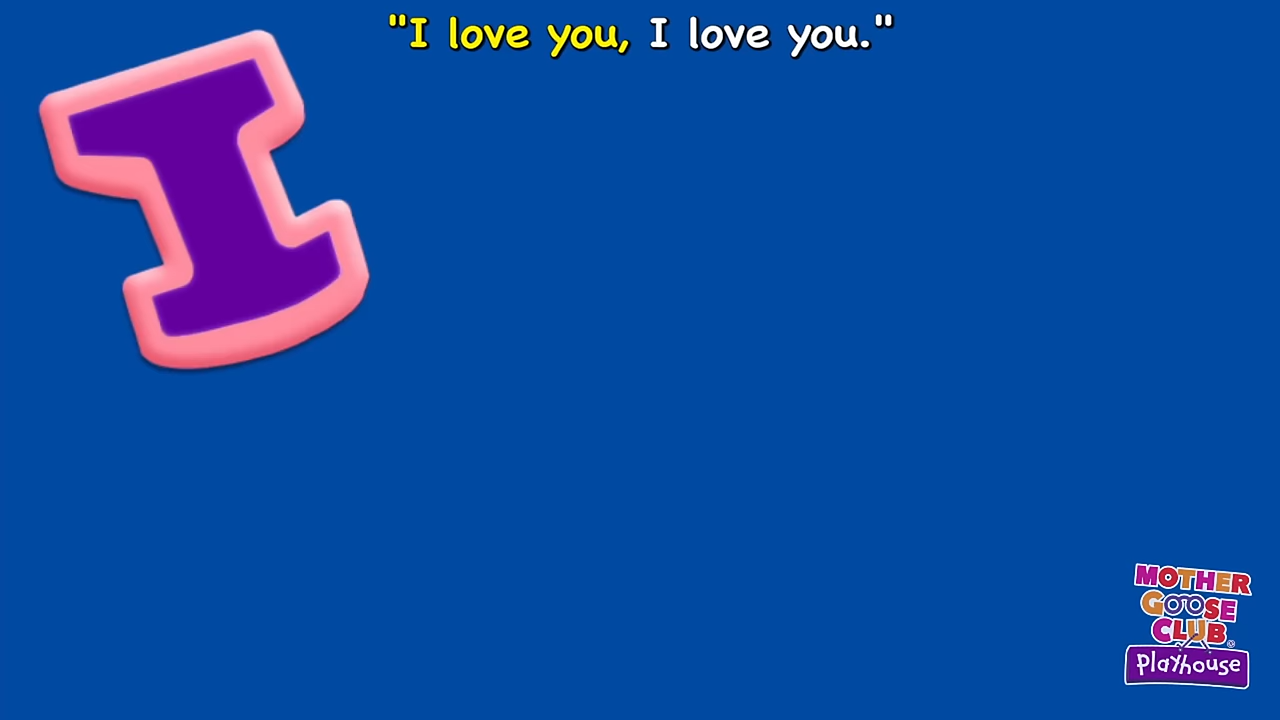 "I love you, I love you."
I
MOTHER
GOOSE
CLUB
Playhouse